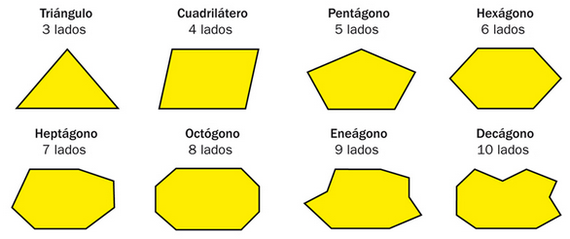 Triángulo
3 lados
Cuadrilátero
4 lados
Pentágono
5 lados
Hexágono
6 lados
Heptágono
7 lados
Octógono
8 lados
Eneágono
9 lados
Decágono
10 lados